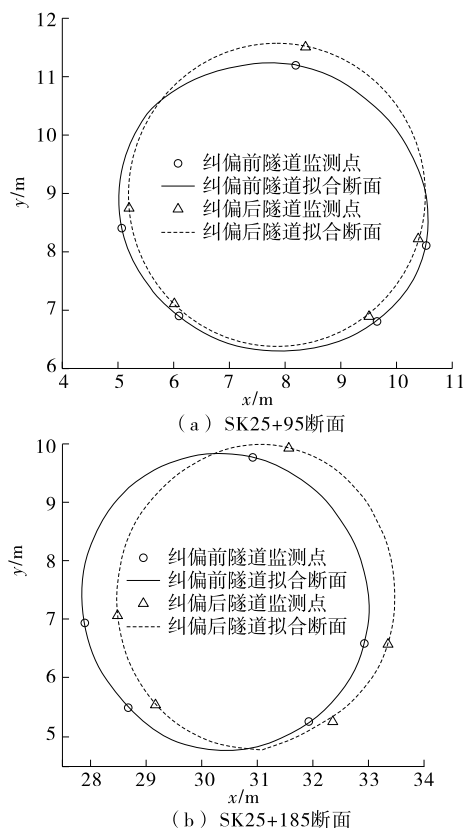 12
11
10
9
8
7
6
y/m
纠偏前隧道监测点
纠偏前隧道拟合断面
纠偏后隧道监测点
纠偏后隧道拟合断面
4 5 6 7 8 9 10 11
x/m
(a) SK25+95断面
10
9
8
7
6
5
y/m
纠偏前隧道监测点
纠偏前隧道拟合断面
纠偏后隧道监测点
纠偏后隧道拟合断面
28 29 30 31 32 33 34
x/m
(b) SK25+185断面